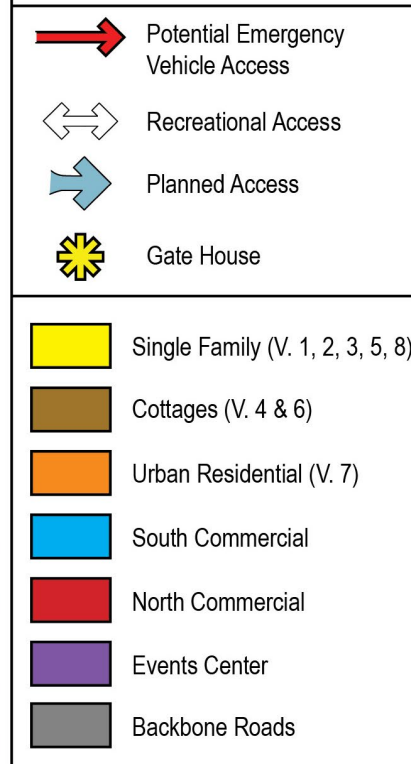 Potential Emergency
Vehicle Access
Recreational Access
Planned Access
Gate House
Single Family (V. 1, 2, 3, 5, 8)
Cottages (V. 4 & 6)
Urban Residential (V. 7)
South Commercial
North Commercial
Events Center
Backbone Roads